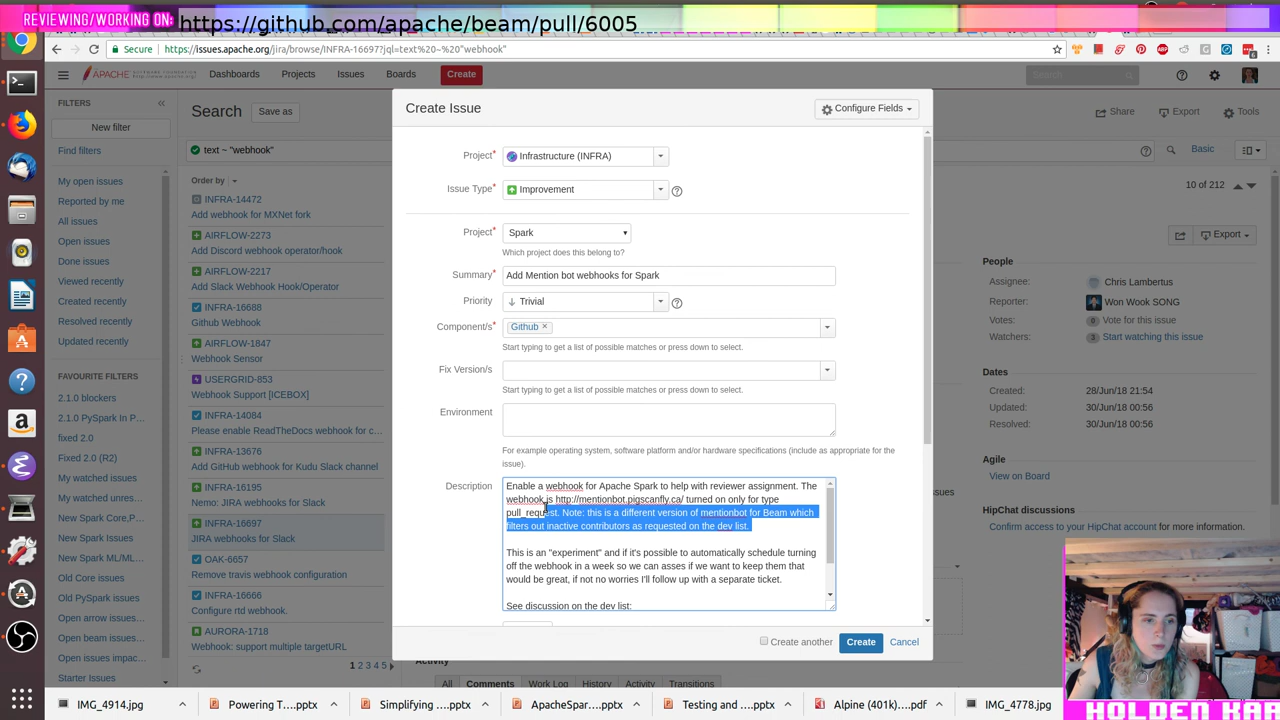 REVIEWING/WORKING ON: https://github.com/apache/beam/pull/6005
Secure https://issues.apache.org/jira/browse/INFRA-16697?jql=text%20~%20"webhook"
APACHE Dashboards Projects Issues Boards Create Search
FILTERS
New filter
Find filters
My open issues
Reported by me
All issues
Open issues
Done issues
Viewed recently
Created recently
Resolved recently
Updated recently
FAVOURITE FILTERS
2.1.0 blockers
2.1.0 PySpark In P...
fixed 2.0
Fixed 2.0 (R2)
My watched issues
My watched unres...
New Spark Issues
New Spark ML/ML...
Old Core Issues
Old Python Issues
Open arrow issues...
Open beam issues...
Open issues impac...
Starter Issues
Search Save as
text ~ "webhook"
Order by
INFRA-14472
Add webhook for MXNet fork
AIRFLOW-2273
Add Discord webhook operator/hook
AIRFLOW-2217
Add Slack Webhook Hook/Operator
INFRA-16688
Github Webhook
AIRFLOW-1847
Webhook Sensor
USERGRID-853
Webhook Support [ICEBOX]
INFRA-14084
Please enable ReadTheDocs webhook for c...
INFRA-13676
Add GitHub webhook for Kudu Slack channel
INFRA-16195
Nemo: JIRA webhooks for Slack
INFRA-16697
JIRA webhooks for Slack
OAK-6657
Remove travis webhook configuration
INFRA-16666
Configure rtd webhook.
AURORA-1718
Webhook: support multiple targetURL
1 2 3 4 5
Create Issue
Configure Fields
Project* Infrastructure (INFRA)
Issue Type* Improvement
Project* Spark
Which project does this belong to?
Summary* Add Mention bot webhooks for Spark
Priority Trivial
Component/s* Github ×
Start typing to get a list of possible matches or press down to select.
Fix Version/s
Start typing to get a list of possible matches or press down to select.
Environment
For example operating system, software platform and/or hardware specifications (include as appropriate for the
issue).
Description Enable a webhook for Apache Spark to help with reviewer assignment. The
webhook is http://mentionbot.pigscanfly.ca/ turned on only for type
pull_request. Note: this is a different version of mentionbot for Beam which
filters out inactive contributors as requested on the dev list.
This is an "experiment" and if it's possible to automatically schedule turning
off the webhook in a week so we can asses if we want to keep them that
would be great, if not no worries I'll follow up with a separate ticket.
See discussion on the dev list:
Create another Create Cancel
Activity
All Comments Work Log History Activity Transitions
Share Export Tools
Basic
10 of 212
Export
People
Assignee: Chris Lambertus
Reporter: Won Wook SONG
Votes: 0 Vote for this issue
Watchers: 3 Start watching this issue
Dates
Created: 28/Jun/18 21:54
Updated: 30/Jun/18 00:56
Resolved: 30/Jun/18 00:56
Agile
View on Board
HipChat discussions
Confirm access to your HipChat account for more information.
IMG_4914.jpg
Powering T....pptx
Simplifying ....pptx
ApacheSpar....pptx
Testing and ....pptx
Alpine (401k)....pdf
IMG_4778.jpg
HOLDEN KAR